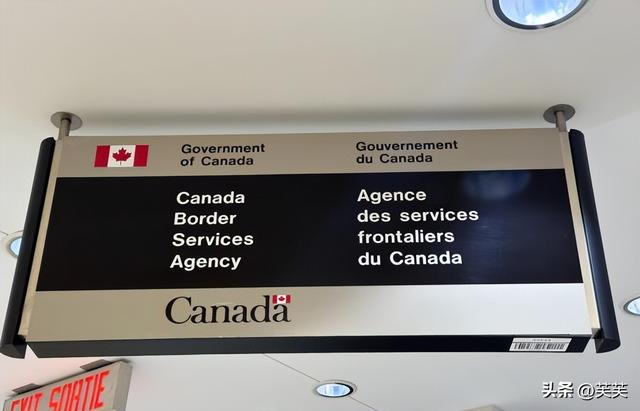 Government
of Canada
Gouvernement
du Canada
Canada
Border
Services
Agency
Agence
des services
frontaliers
du Canada
Canada
EXIT SORTIE
头条 @芙芙